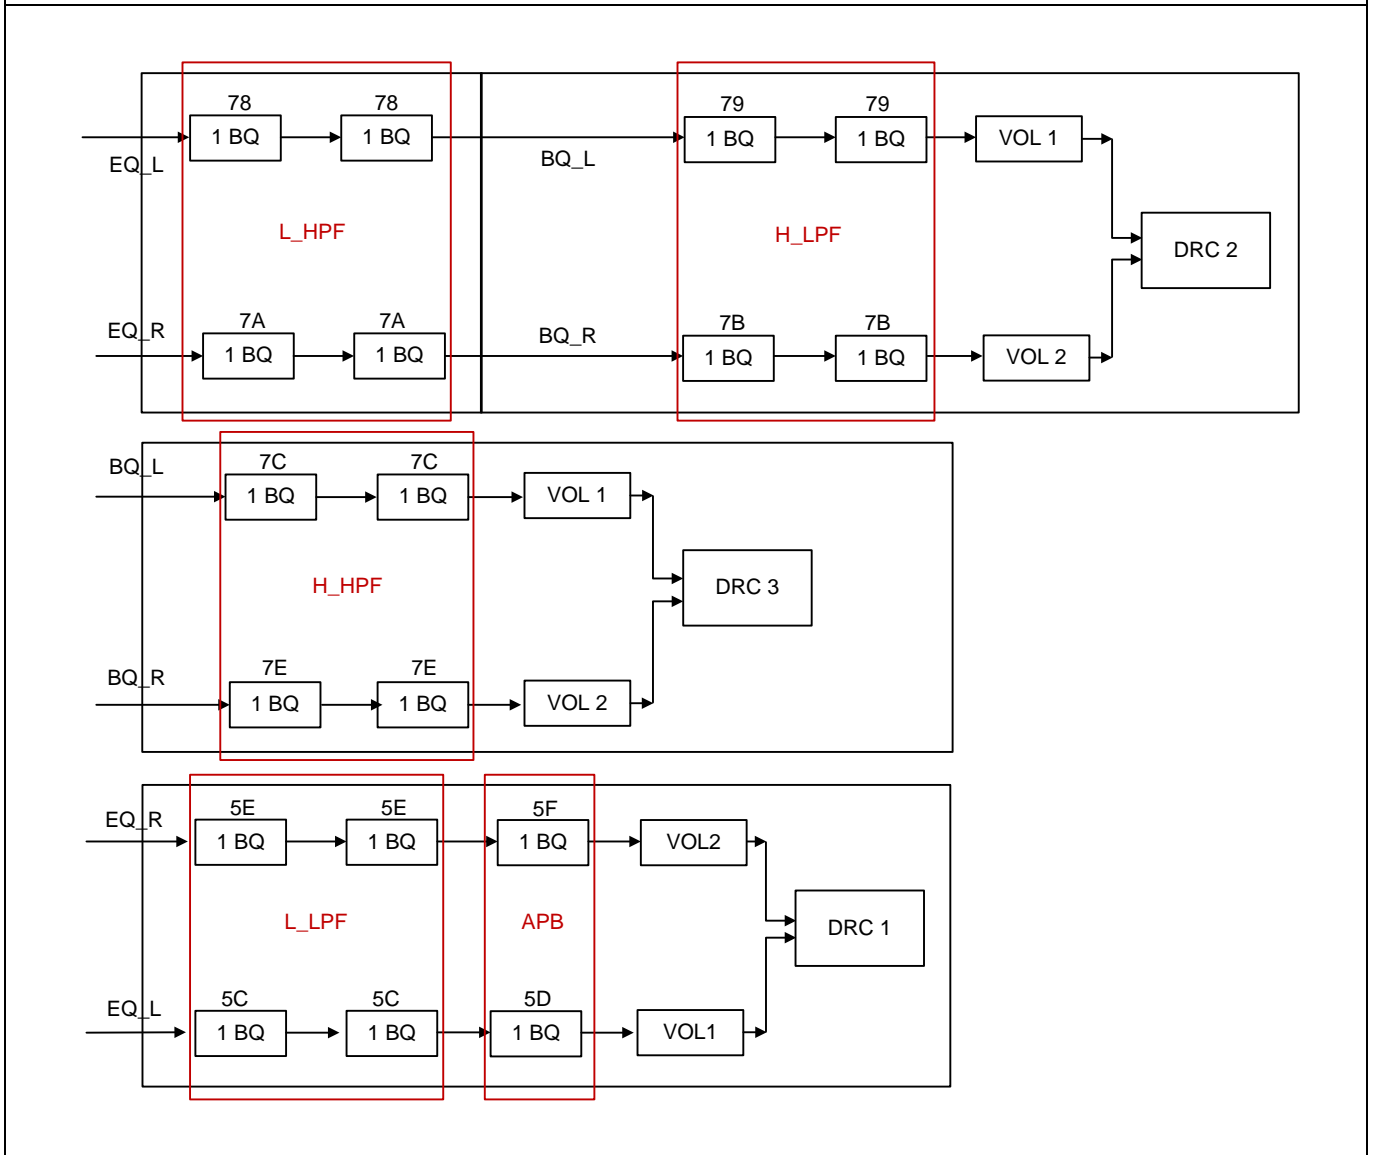 78 78 79 79
1 BQ 1 BQ 1 BQ 1 BQ VOL 1
EQ_L BQ_L
L_HPF H_LPF
DRC 2
EQ_R 7A 7A BQ_R 7B 7B
1 BQ 1 BQ 1 BQ 1 BQ VOL 2
BQ_L 7C 7C
1 BQ 1 BQ VOL 1
H_HPF DRC 3
BQ_R 7E 7E
1 BQ 1 BQ VOL 2
EQ_R 5E 5E 5F
1 BQ 1 BQ 1 BQ VOL2
L_LPF APB DRC 1
EQ_L 5C 5C 5D
1 BQ 1 BQ 1 BQ VOL1